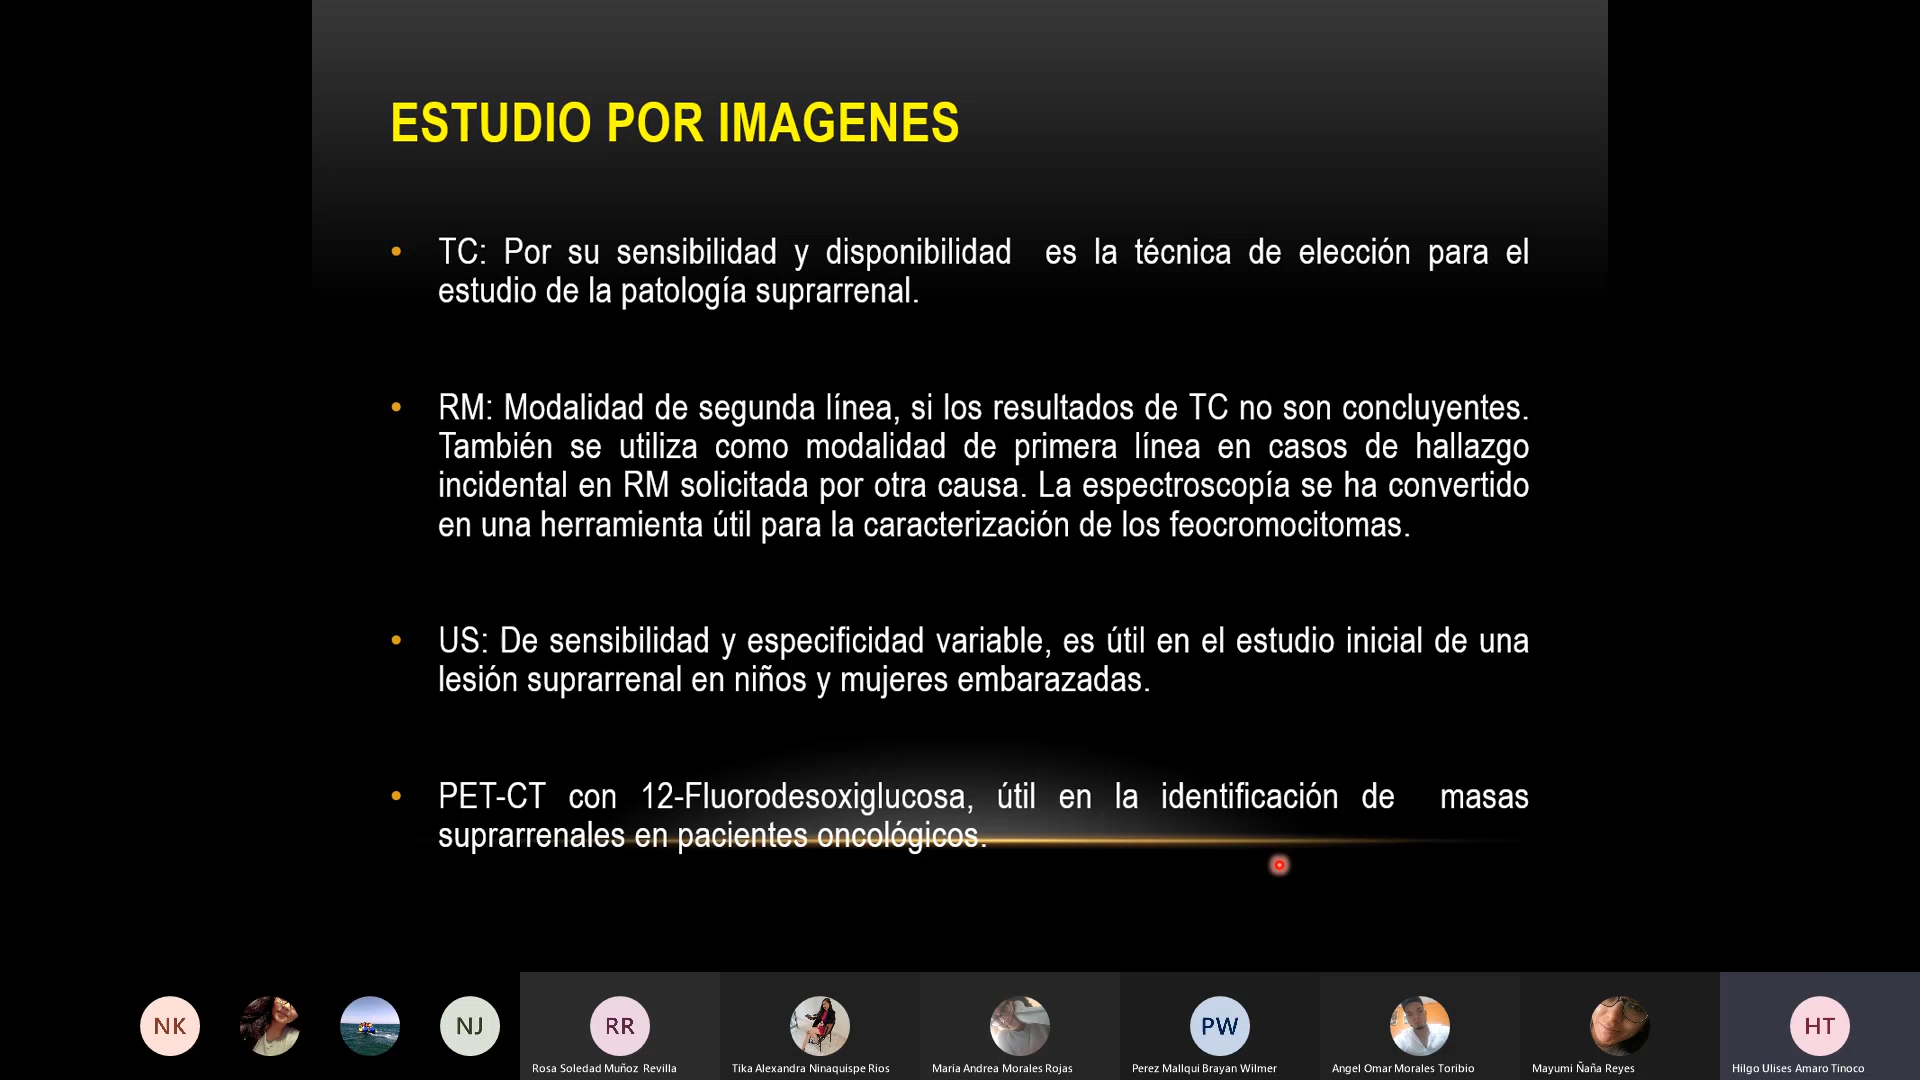 ESTUDIO POR IMAGENES
• TC: Por su sensibilidad y disponibilidad es la técnica de elección para el
estudio de la patología suprarrenal.
• RM: Modalidad de segunda línea, si los resultados de TC no son concluyentes.
También se utiliza como modalidad de primera línea en casos de hallazgo
incidental en RM solicitada por otra causa. La espectroscopía se ha convertido
en una herramienta útil para la caracterización de los feocromocitomas.
• US: De sensibilidad y especificidad variable, es útil en el estudio inicial de una
lesión suprarrenal en niños y mujeres embarazadas.
• PET-CT con 12-Fluorodesoxiglucosa, útil en la identificación de masas
suprarrenales en pacientes oncológicos.
NK NJ RR PW HT
Rosa Soledad Muñoz Revilla Tika Alexandra Ninaquispe Rios Maria Andrea Morales Rojas Perez Mallqui Brayan Wilmer Angel Omar Morales Toribio Mayumi Ñaña Reyes Hilgo Ulises Amaro Tinoco